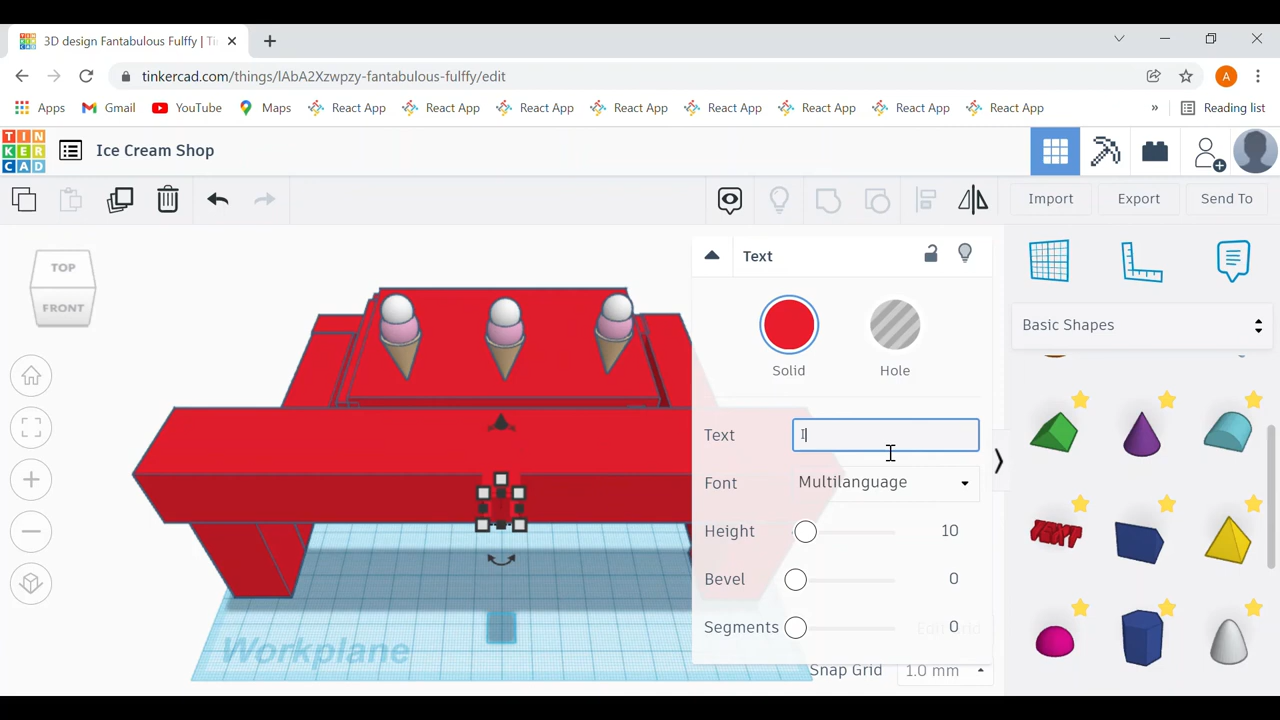 3D design Fantabulous Fulffy | Ti
tinkercad.com/things/lAbA2Xzwpzy-fantabulous-fulffy/edit
A
Apps
Gmail
YouTube
Maps
React App
React App
React App
React App
React App
React App
React App
React App
»
Reading list
TIN
KER
CAD
Ice Cream Shop
Import
Export
Send To
TOP
FRONT
Text
Solid
Hole
Text
I
Font
Multilanguage
Height
10
Bevel
0
Segments
0
Edit Grid
Snap Grid
1.0 mm
Workplane
Basic Shapes
TEXT